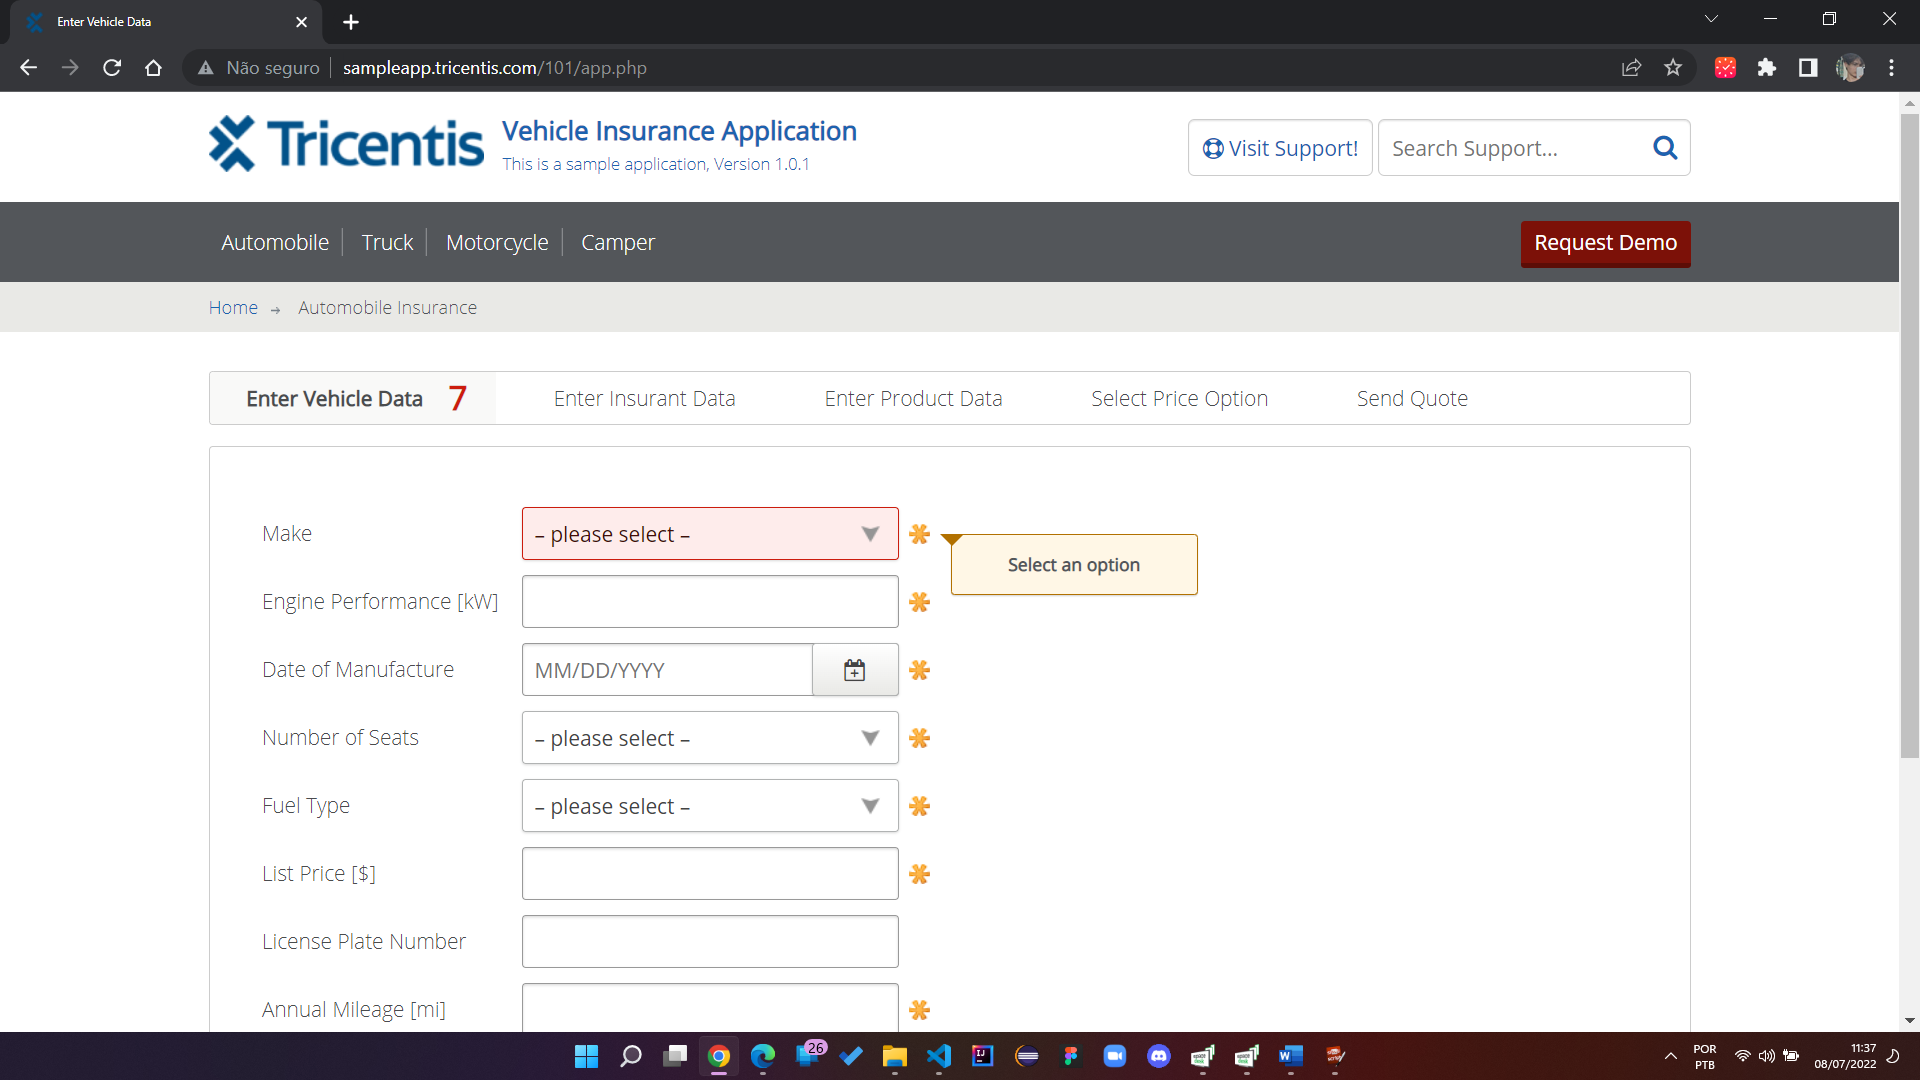 Enter Vehicle Data
Não seguro
sampleapp.tricentis.com/101/app.php
Tricentis
Vehicle Insurance Application
This is a sample application, Version 1.0.1
Visit Support!
Search Support...
Automobile
Truck
Motorcycle
Camper
Request Demo
Home
Automobile Insurance
Enter Vehicle Data 7
Enter Insurant Data
Enter Product Data
Select Price Option
Send Quote
Make
– please select –
Select an option
Engine Performance [kW]
Date of Manufacture
MM/DD/YYYY
Number of Seats
– please select –
Fuel Type
– please select –
List Price [$]
License Plate Number
Annual Mileage [mi]
26
POR
PTB
11:37
08/07/2022